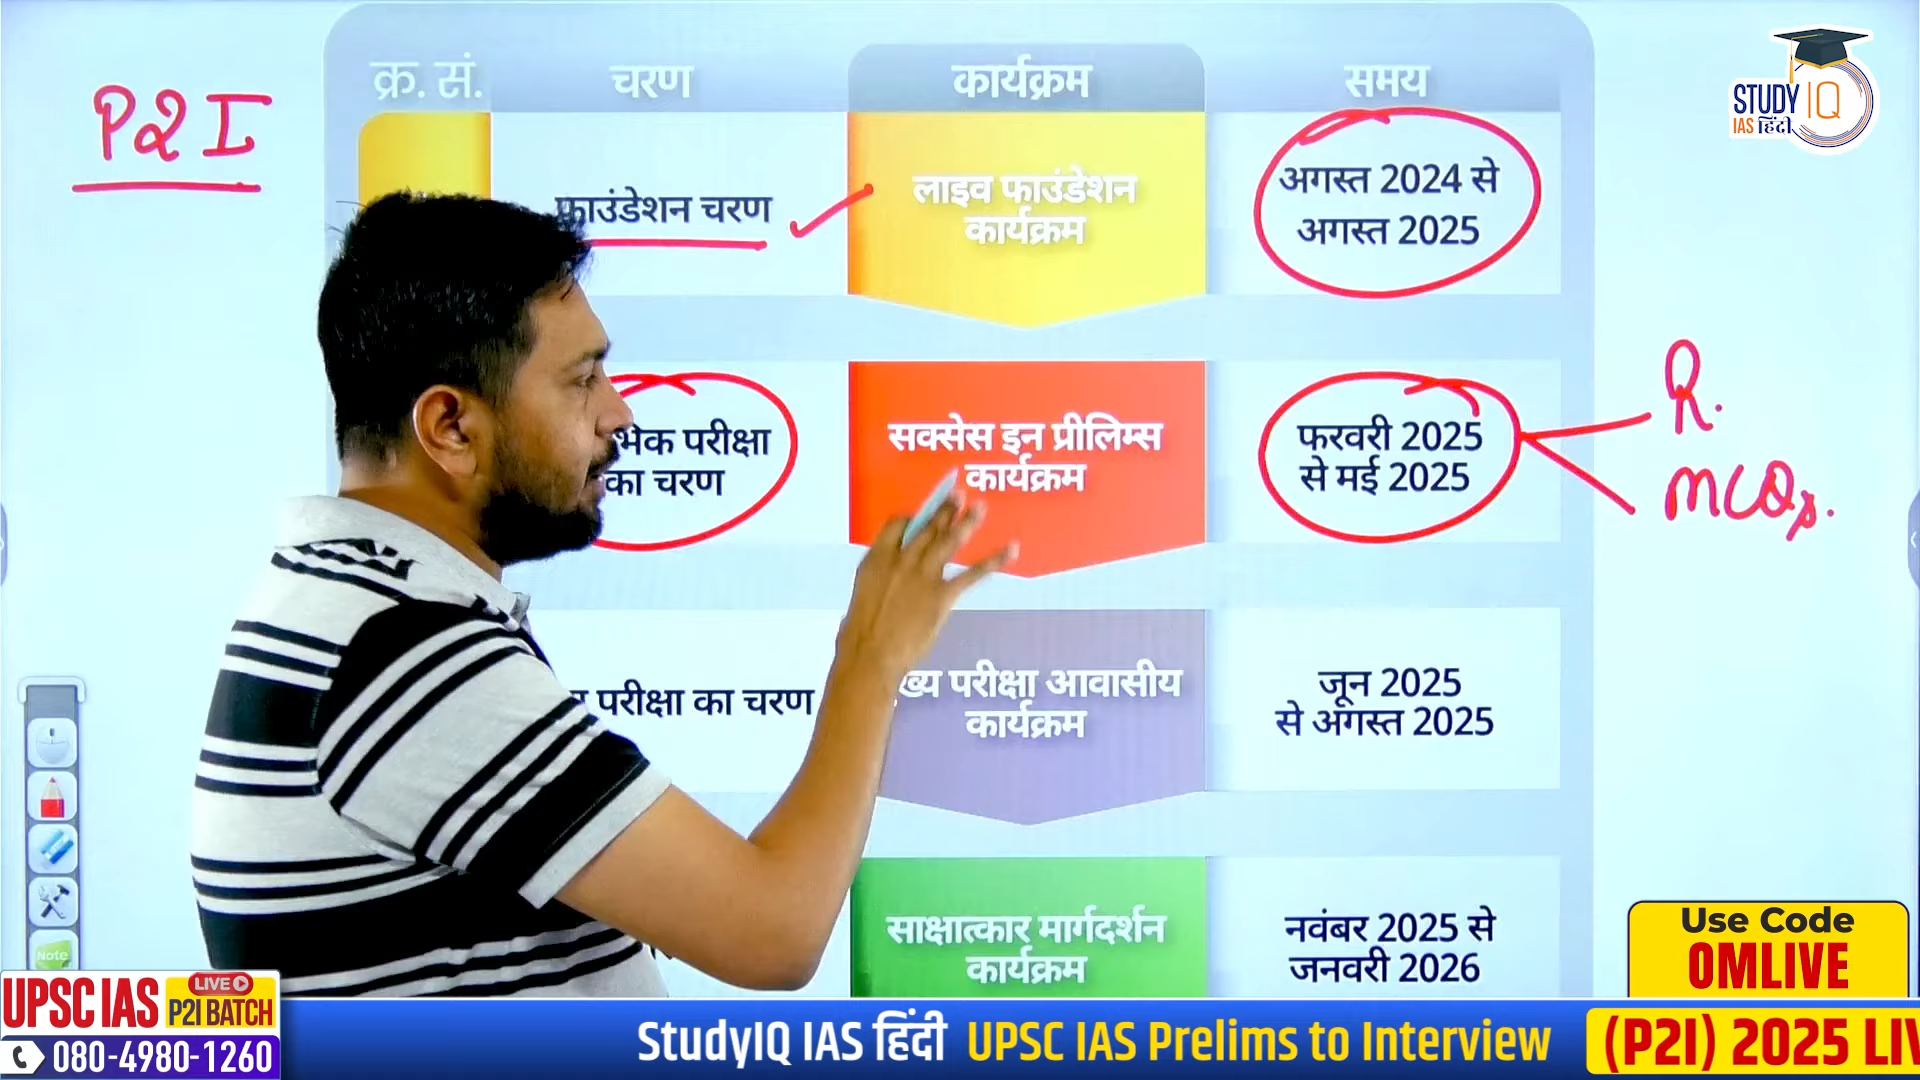 क्र. सं.
चरण
कार्यक्रम
समय
STUDY IQ
IAS हिंदी
P2I
फाउंडेशन चरण
लाइव फाउंडेशन
कार्यक्रम
अगस्त 2024 से
अगस्त 2025
परीक्षा
का चरण
सक्सेस इन प्रीलिम्स
कार्यक्रम
फरवरी 2025
से मई 2025
R.
MCQs.
परीक्षा का चरण
परीक्षा आवासीय
कार्यक्रम
जून 2025
से अगस्त 2025
साक्षात्कार मार्गदर्शन
कार्यक्रम
नवंबर 2025 से
जनवरी 2026
Note
Use Code
OMLIVE
UPSC IAS
LIVE
P2I BATCH
080-4980-1260
StudyIQ IAS हिंदी UPSC IAS Prelims to Interview
(P2I) 2025 LIV